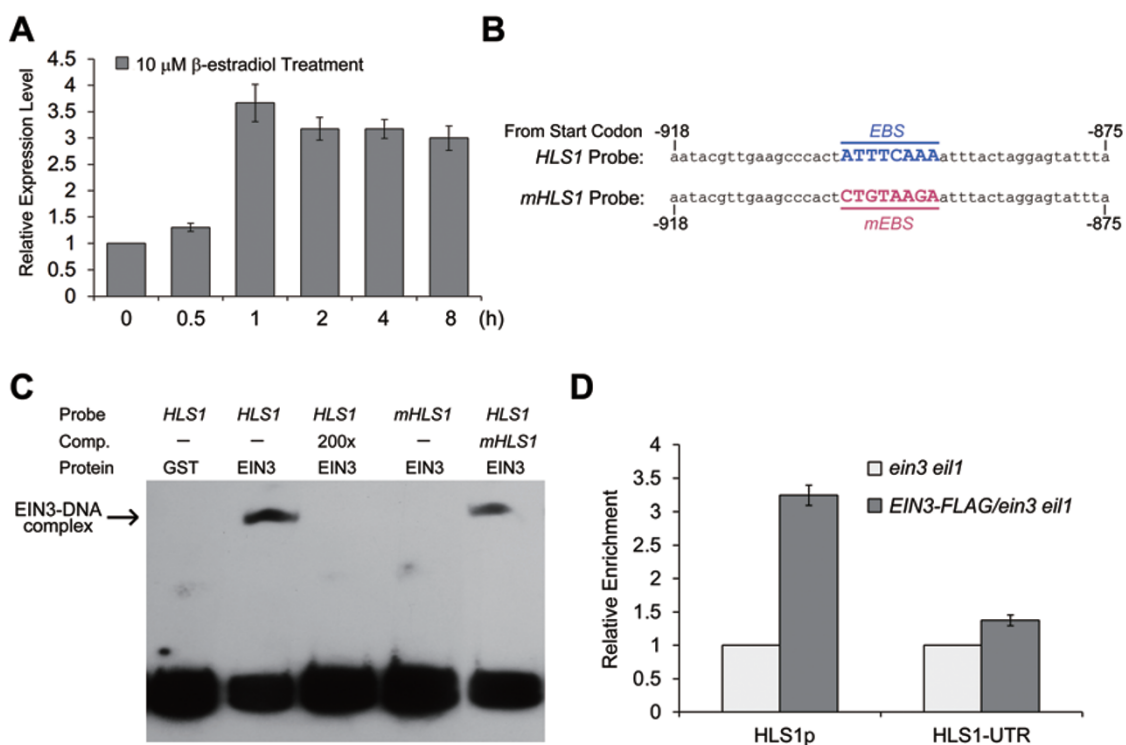 A
4.5
4
3.5
3
2.5
2
1.5
1
0.5
0
Relative Expression Level
10 μM β-estradiol Treatment
0 0.5 1 2 4 8 (h)
B
EBS
From Start Codon -918 -875
HLS1 Probe: aatacgttgaagcccactATTTCAAAatttactaggagtattta
mHLS1 Probe: aatacgttgaagcccactCTGTAAGAatttactaggagtattta
-918 mEBS -875
C
Probe HLS1 HLS1 HLS1 mHLS1 HLS1
Comp. – – 200x – mHLS1
Protein GST EIN3 EIN3 EIN3 EIN3
EIN3-DNA
complex
D
4
3.5
3
2.5
2
1.5
1
0.5
0
Relative Enrichment
ein3 eil1
EIN3-FLAG/ein3 eil1
HLS1p HLS1-UTR